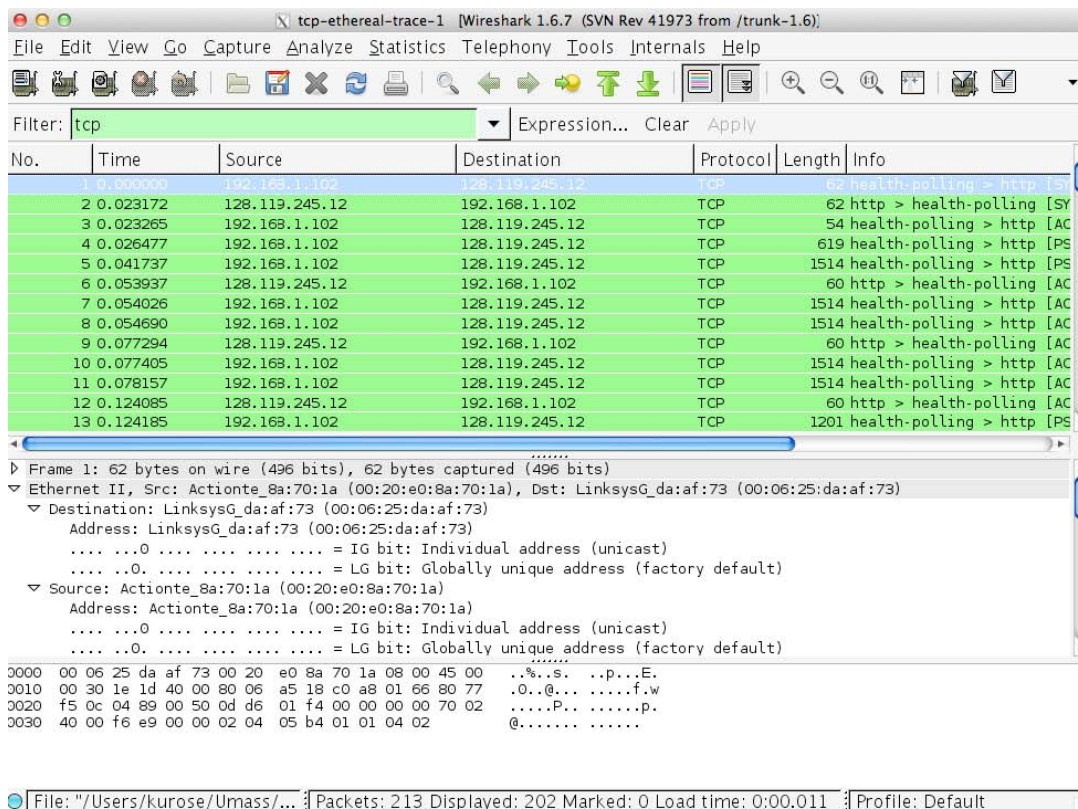 tcp-ethereal-trace-1 [Wireshark 1.6.7 (SVN Rev 41973 from /trunk-1.6)]
File Edit View Go Capture Analyze Statistics Telephony Tools Internals Help
Filter: tcp Expression... Clear Apply
No. Time Source Destination Protocol Length Info
1 0.000000 192.168.1.102 128.119.245.12 TCP 62 health-polling > http [SY
2 0.023172 128.119.245.12 192.168.1.102 TCP 62 http > health-polling [SY
3 0.023265 192.168.1.102 128.119.245.12 TCP 54 health-polling > http [AC
4 0.026477 192.168.1.102 128.119.245.12 TCP 619 health-polling > http [PS
5 0.041737 192.168.1.102 128.119.245.12 TCP 1514 health-polling > http [PS
6 0.053937 128.119.245.12 192.168.1.102 TCP 60 http > health-polling [AC
7 0.054026 192.168.1.102 128.119.245.12 TCP 1514 health-polling > http [AC
8 0.054690 192.168.1.102 128.119.245.12 TCP 1514 health-polling > http [AC
9 0.077294 128.119.245.12 192.168.1.102 TCP 60 http > health-polling [AC
10 0.077405 192.168.1.102 128.119.245.12 TCP 1514 health-polling > http [AC
11 0.078157 192.168.1.102 128.119.245.12 TCP 1514 health-polling > http [AC
12 0.124085 128.119.245.12 192.168.1.102 TCP 60 http > health-polling [AC
13 0.124185 192.168.1.102 128.119.245.12 TCP 1201 health-polling > http [PS
Frame 1: 62 bytes on wire (496 bits), 62 bytes captured (496 bits)
Ethernet II, Src: Actionte_8a:70:1a (00:20:e0:8a:70:1a), Dst: LinksysG_da:af:73 (00:06:25:da:af:73)
Destination: LinksysG_da:af:73 (00:06:25:da:af:73)
Address: LinksysG_da:af:73 (00:06:25:da:af:73)
.... ...0 .... .... .... .... = IG bit: Individual address (unicast)
.... ..0. .... .... .... .... = LG bit: Globally unique address (factory default)
Source: Actionte_8a:70:1a (00:20:e0:8a:70:1a)
Address: Actionte_8a:70:1a (00:20:e0:8a:70:1a)
.... ...0 .... .... .... .... = IG bit: Individual address (unicast)
.... ..0. .... .... .... .... = LG bit: Globally unique address (factory default)
0000 00 06 25 da af 73 00 20 e0 8a 70 1a 08 00 45 00 ..%..s. ..p...E.
0010 00 30 1e 1d 40 00 80 06 a5 18 c0 a8 01 66 80 77 .0..@... .....f.w
0020 f5 0c 04 89 00 50 0d d6 01 f4 00 00 00 00 70 02 .....P.. ......p.
0030 40 00 f6 e9 00 00 02 04 05 b4 01 01 04 02 @....... ......
File: "/Users/kurose/Umass/... Packets: 213 Displayed: 202 Marked: 0 Load time: 0:00.011 Profile: Default